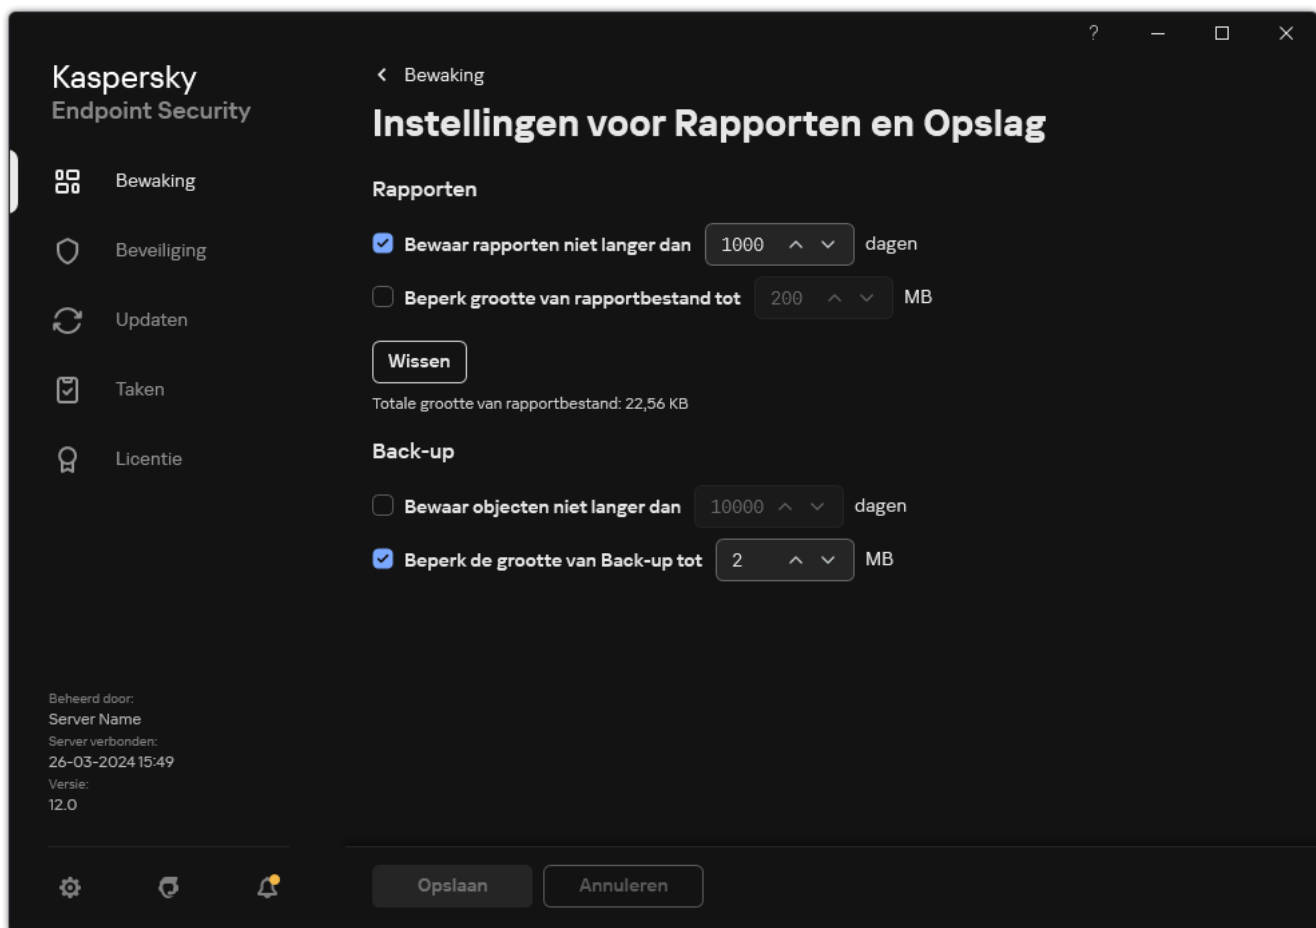 ?
Kaspersky
Endpoint Security
Bewaking
Beveiliging
Updaten
Taken
Licentie
Beheerd door:
Server Name
Server verbonden:
26-03-2024 15:49
Versie:
12.0
Bewaking
Instellingen voor Rapporten en Opslag
Rapporten
Bewaar rapporten niet langer dan 1000 dagen
Beperk grootte van rapportbestand tot 200 MB
Wissen
Totale grootte van rapportbestand: 22,56 KB
Back-up
Bewaar objecten niet langer dan 10000 dagen
Beperk de grootte van Back-up tot 2 MB
Opslaan Annuleren